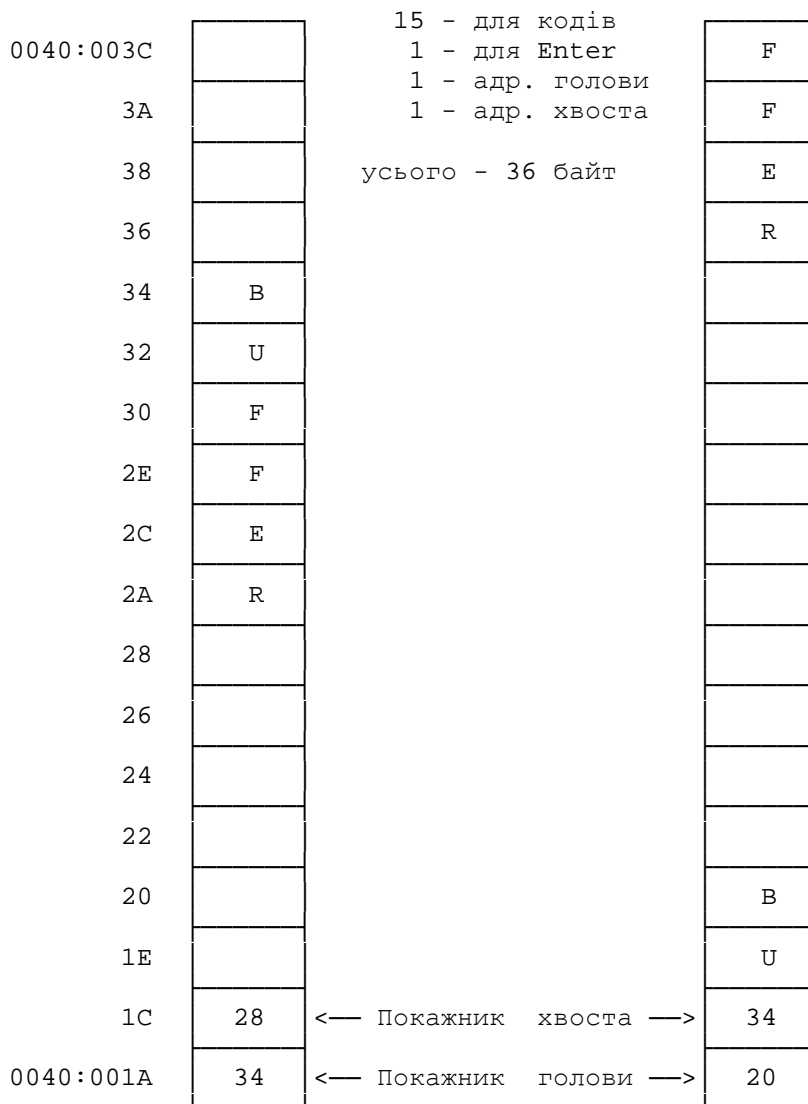 15 - для кодів
0040:003C 1 - для Enter F
1 - адр. голови
3A 1 - адр. хвоста F
38 усього - 36 байт E
36 R
34 B
32 U
30 F
2E F
2C E
2A R
28
26
24
22
20 B
1E U
1C 28 <── Покажчик хвоста ──> 34
0040:001A 34 <── Покажчик голови ──> 20